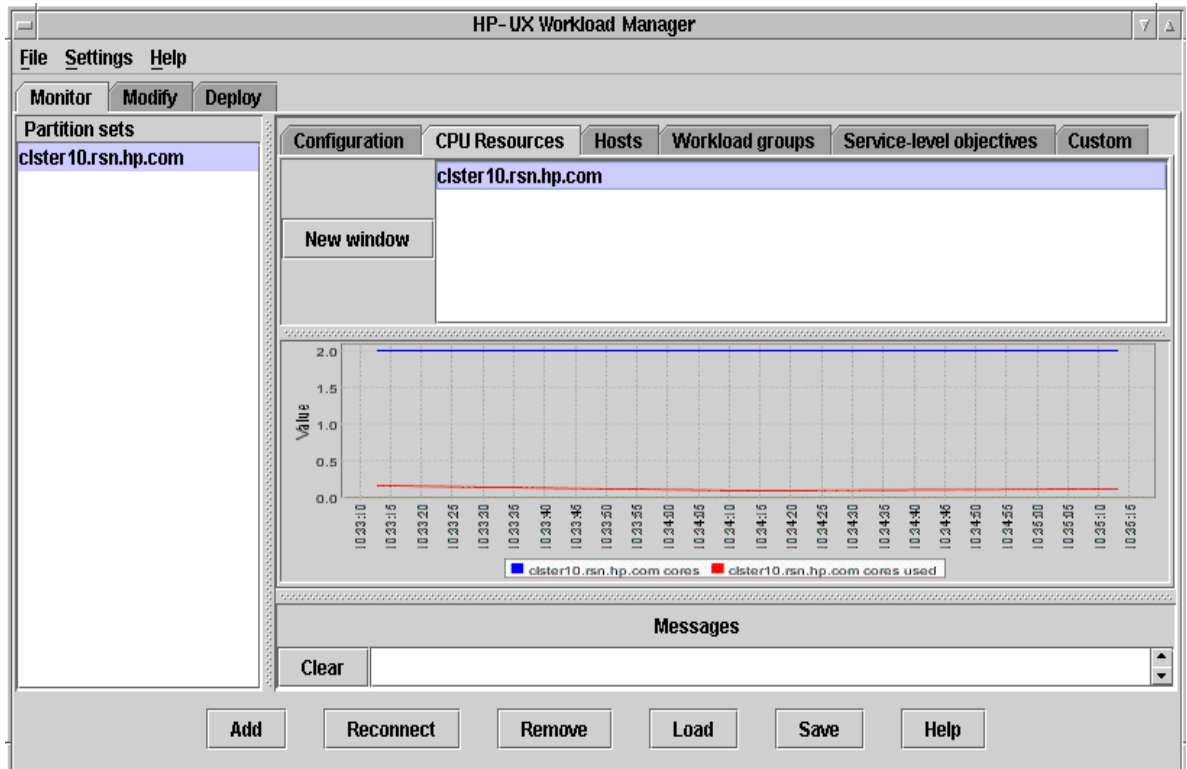 HP-UX Workload Manager
File Settings Help
Monitor Modify Deploy
Partition sets
clster10.rsn.hp.com
Configuration CPU Resources Hosts Workload groups Service-level objectives Custom
clster10.rsn.hp.com
New window
2.0
1.5
1.0
0.5
0.0
Value
10:33:10 10:33:15 10:33:20 10:33:25 10:33:30 10:33:35 10:33:40 10:33:45 10:33:50 10:33:55 10:34:00 10:34:05 10:34:10 10:34:15 10:34:20 10:34:25 10:34:30 10:34:35 10:34:40 10:34:45 10:34:50 10:34:55 10:35:00 10:35:05 10:35:10 10:35:15
clster10.rsn.hp.com cores clster10.rsn.hp.com cores used
Messages
Clear
Add Reconnect Remove Load Save Help